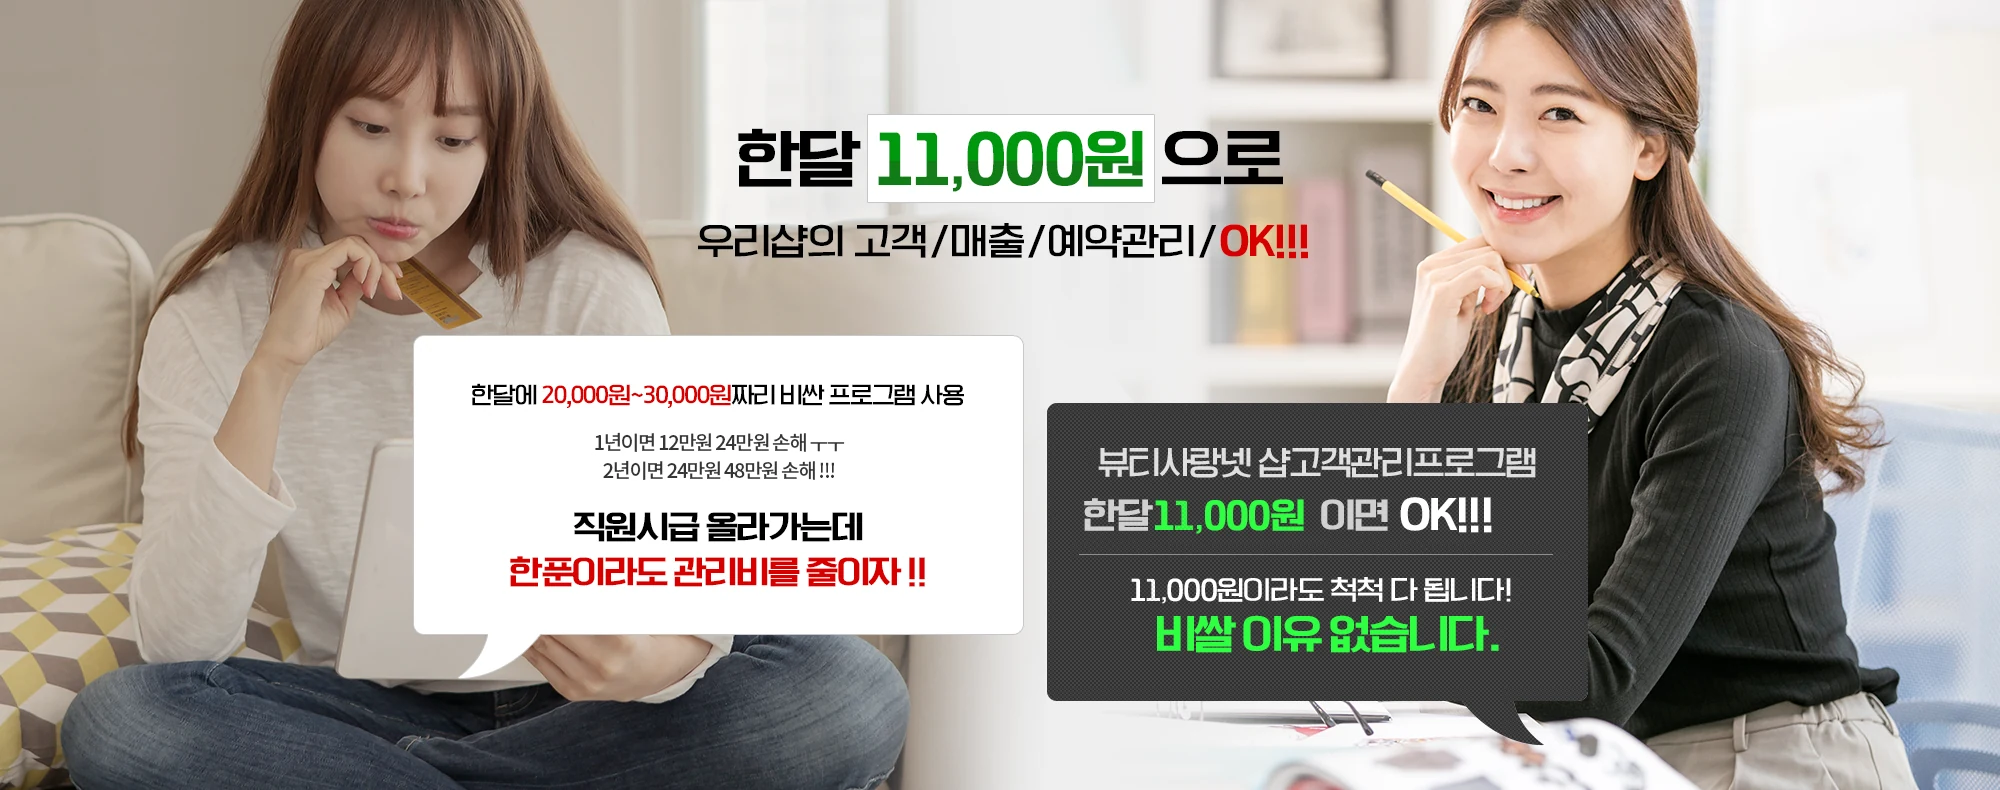 한달 11,000원 으로
우리샵의 고객/매출/예약관리/OK!!!
한달에 20,000원~30,000원짜리 비싼 프로그램 사용
1년이면 12만원 24만원 손해 ㅜㅜ
2년이면 24만원 48만원 손해 !!!
직원시급 올라가는데
한푼이라도 관리비를 줄이자 !!
뷰티사랑넷 샵고객관리프로그램
한달11,000원 이면 OK!!!
11,000원이라도 척척 다 됩니다!
비쌀 이유 없습니다.